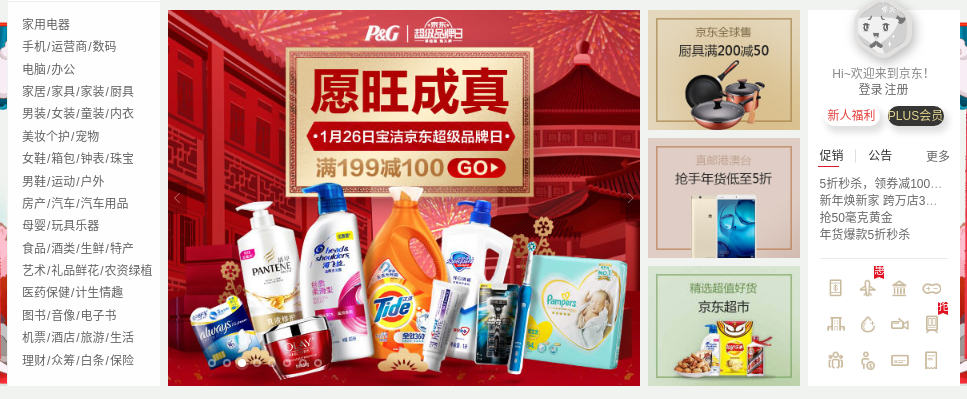 家用电器
手机/运营商/数码
电脑/办公
家居/家具/家装/厨具
男装/女装/童装/内衣
美妆个护/宠物
女鞋/箱包/钟表/珠宝
男鞋/运动/户外
房产/汽车/汽车用品
母婴/玩具乐器
食品/酒类/生鲜/特产
艺术/礼品鲜花/农资绿植
医药保健/计生情趣
图书/音像/电子书
机票/酒店/旅游/生活
理财/众筹/白条/保险
P&G
京东
超级品牌日
愿旺成真
1月26日宝洁京东超级品牌日
满199减100 GO
PANTENE
head & shoulders
海飞丝
Tide
Safeguard
Pampers
always
OLAY
京东全球售
厨具满200减50
直邮港澳台
抢手年货低至5折
精选超值好货
京东超市
Hi~欢迎来到京东!
登录 注册
新人福利 PLUS会员
促销 公告 更多
5折秒杀，领券减100...
新年焕新家 跨万店3...
抢50毫克黄金
年货爆款5折秒杀